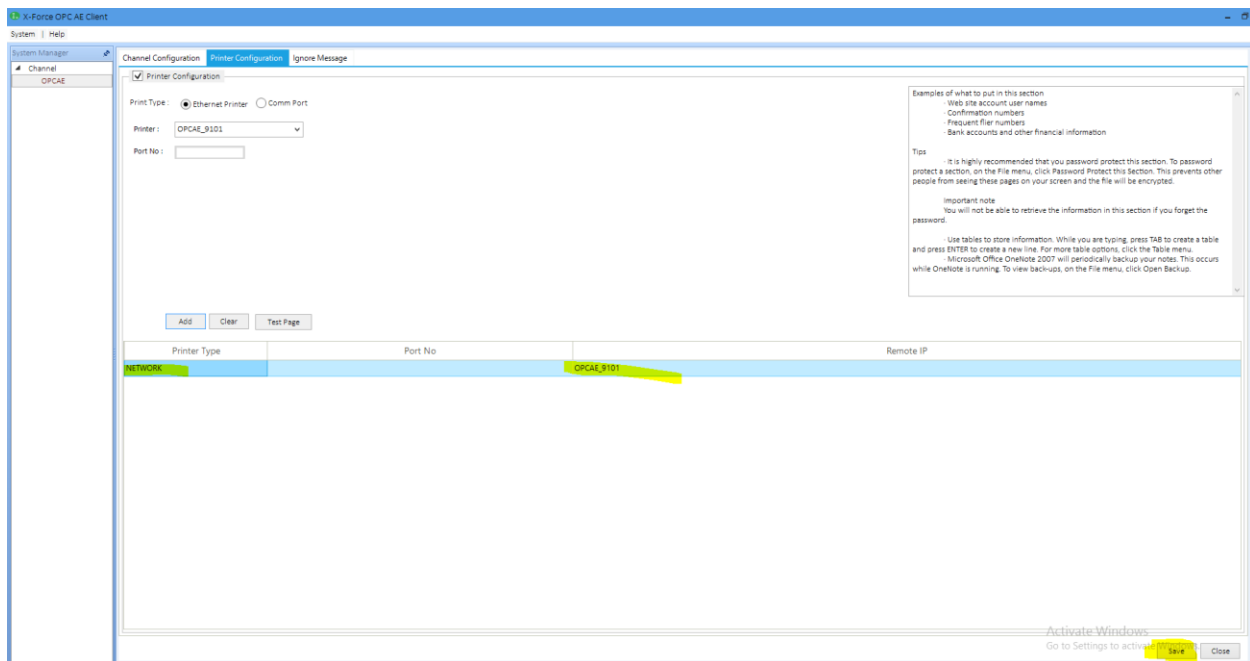 X-Force OPC AE Client
System | Help
System Manager
Channel
OPCAE
Channel Configuration Printer Configuration Ignore Message
Printer Configuration
Print Type : Ethernet Printer Comm Port
Printer : OPCAE_9101
Port No :
Examples of what to put in this section
· Web site account user names
· Confirmation numbers
· Frequent flier numbers
· Bank accounts and other financial information
Tips
· It is highly recommended that you password protect this section. To password
protect a section, on the File menu, click Password Protect this Section. This prevents other
people from seeing these pages on your screen and the file will be encrypted.
Important note
You will not be able to retrieve the information in this section if you forget the
password.
· Use tables to store information. While you are typing, press TAB to create a table
and press ENTER to create a new line. For more table options, click the Table menu.
· Microsoft Office OneNote 2007 will periodically backup your notes. This occurs
while OneNote is running. To view back-ups, on the File menu, click Open Backup.
Add Clear Test Page
Printer Type Port No Remote IP
NETWORK OPCAE_9101
Activate Windows
Go to Settings to activate Windows.
Save Close